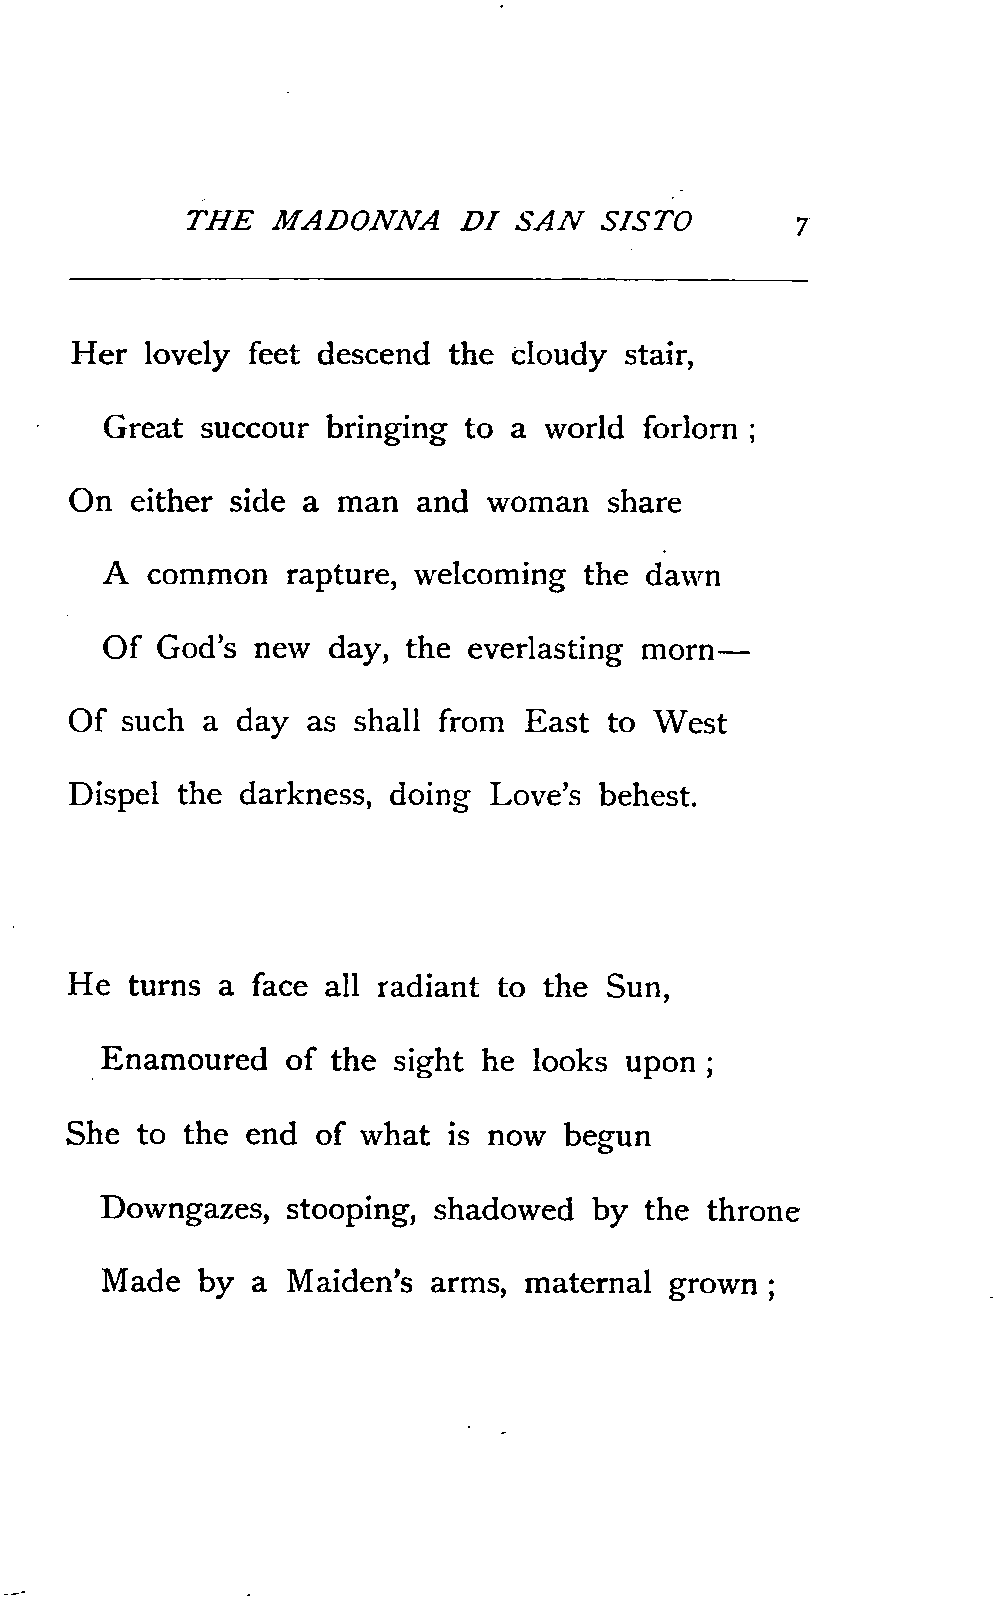 THE MADONNA DI SAN SISTO 7
Her lovely feet descend the cloudy stair,
Great succour bringing to a world forlorn ;
On either side a man and woman share
A common rapture, welcoming the dawn
Of God's new day, the everlasting morn—
Of such a day as shall from East to West
Dispel the darkness, doing Love's behest.
He turns a face all radiant to the Sun,
Enamoured of the sight he looks upon ;
She to the end of what is now begun
Downgazes, stooping, shadowed by the throne
Made by a Maiden's arms, maternal grown ;